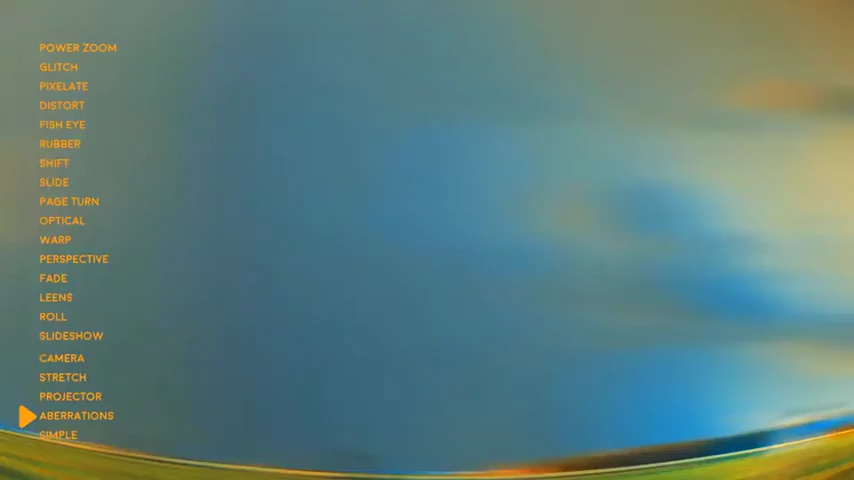 POWER ZOOM
GLITCH
PIXELATE
DISTORT
FISH EYE
RUBBER
SHIFT
SLIDE
PAGE TURN
OPTICAL
WARP
PERSPECTIVE
FADE
LEENS
ROLL
SLIDESHOW
CAMERA
STRETCH
PROJECTOR
ABERRATIONS
SIMPLE